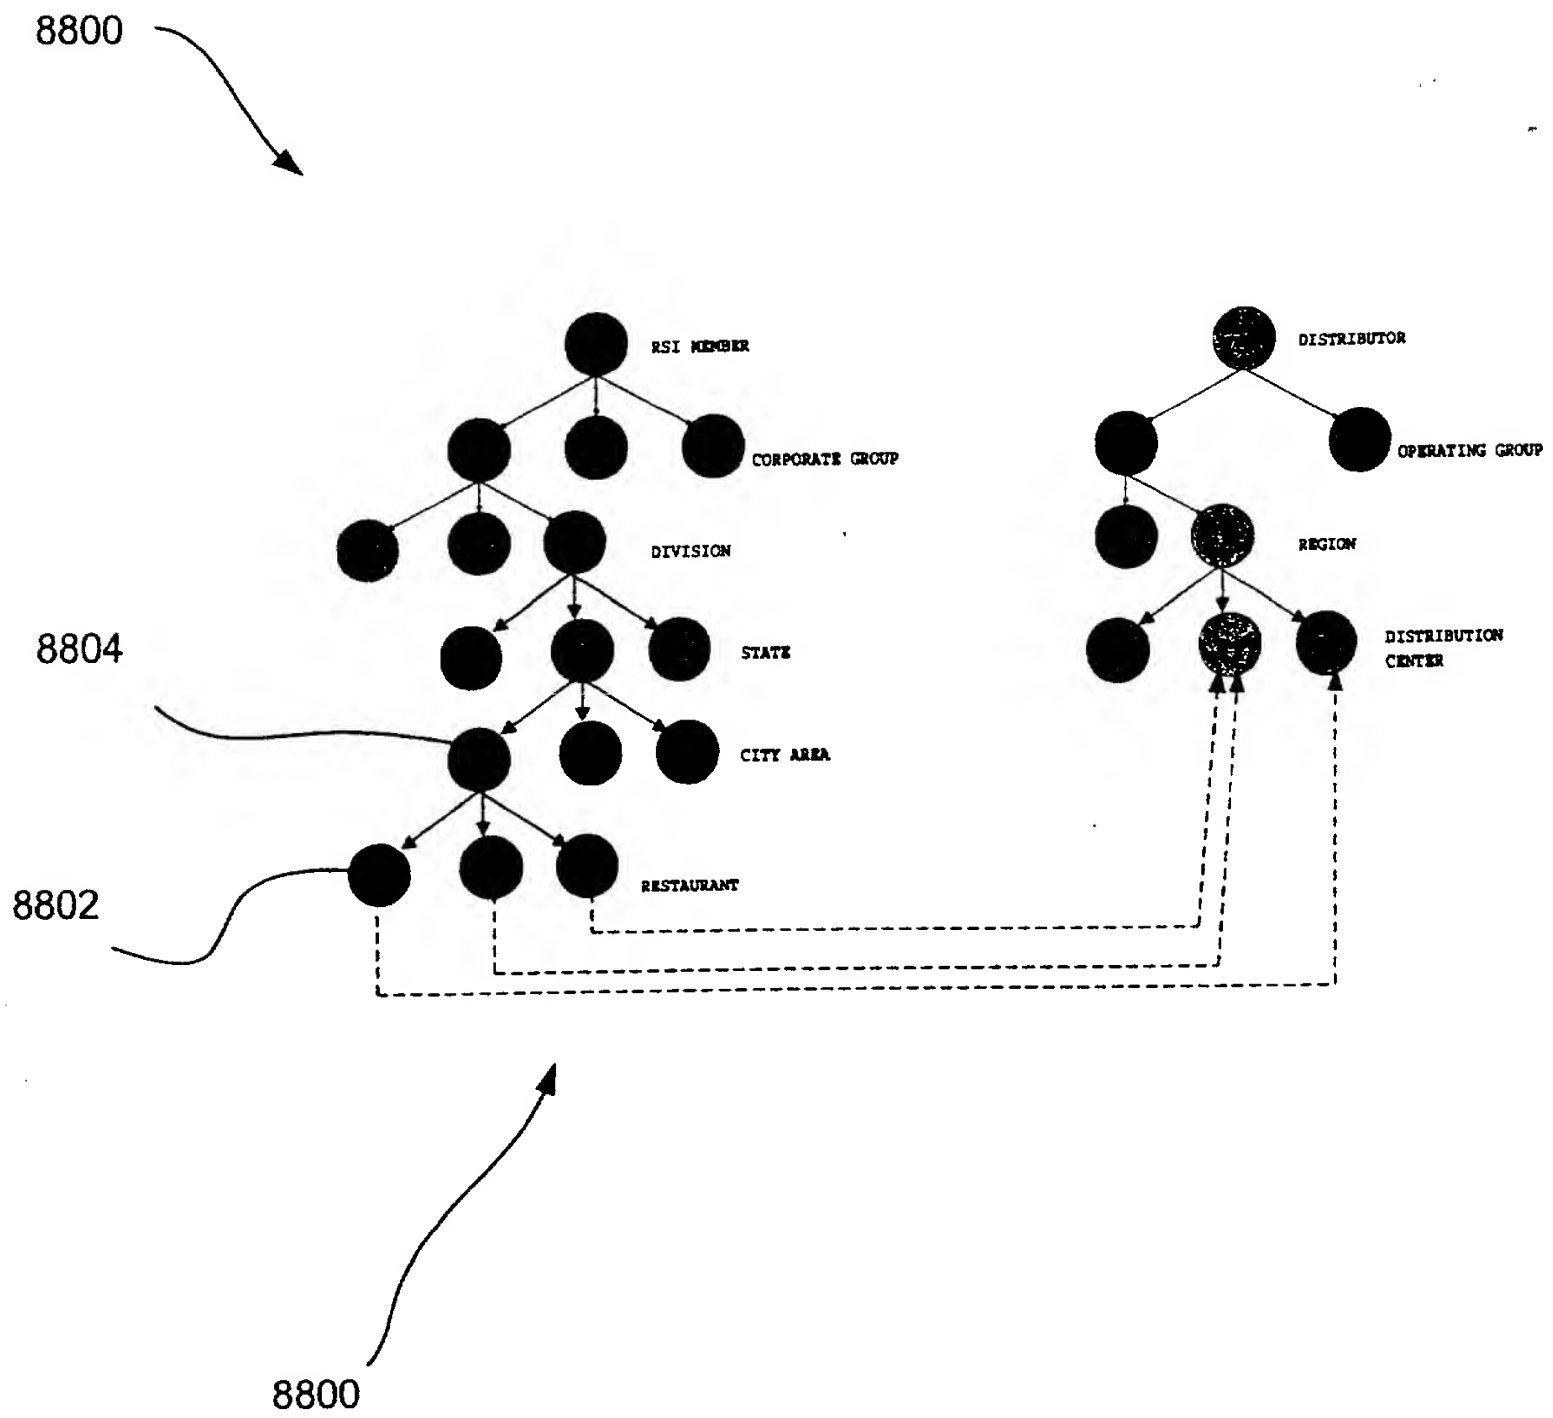 8800
RSI MEMBER
DISTRIBUTOR
CORPORATE GROUP
OPERATING GROUP
DIVISION
REGION
8804
STATE
DISTRIBUTION
CENTER
CITY AREA
8802
RESTAURANT
8800